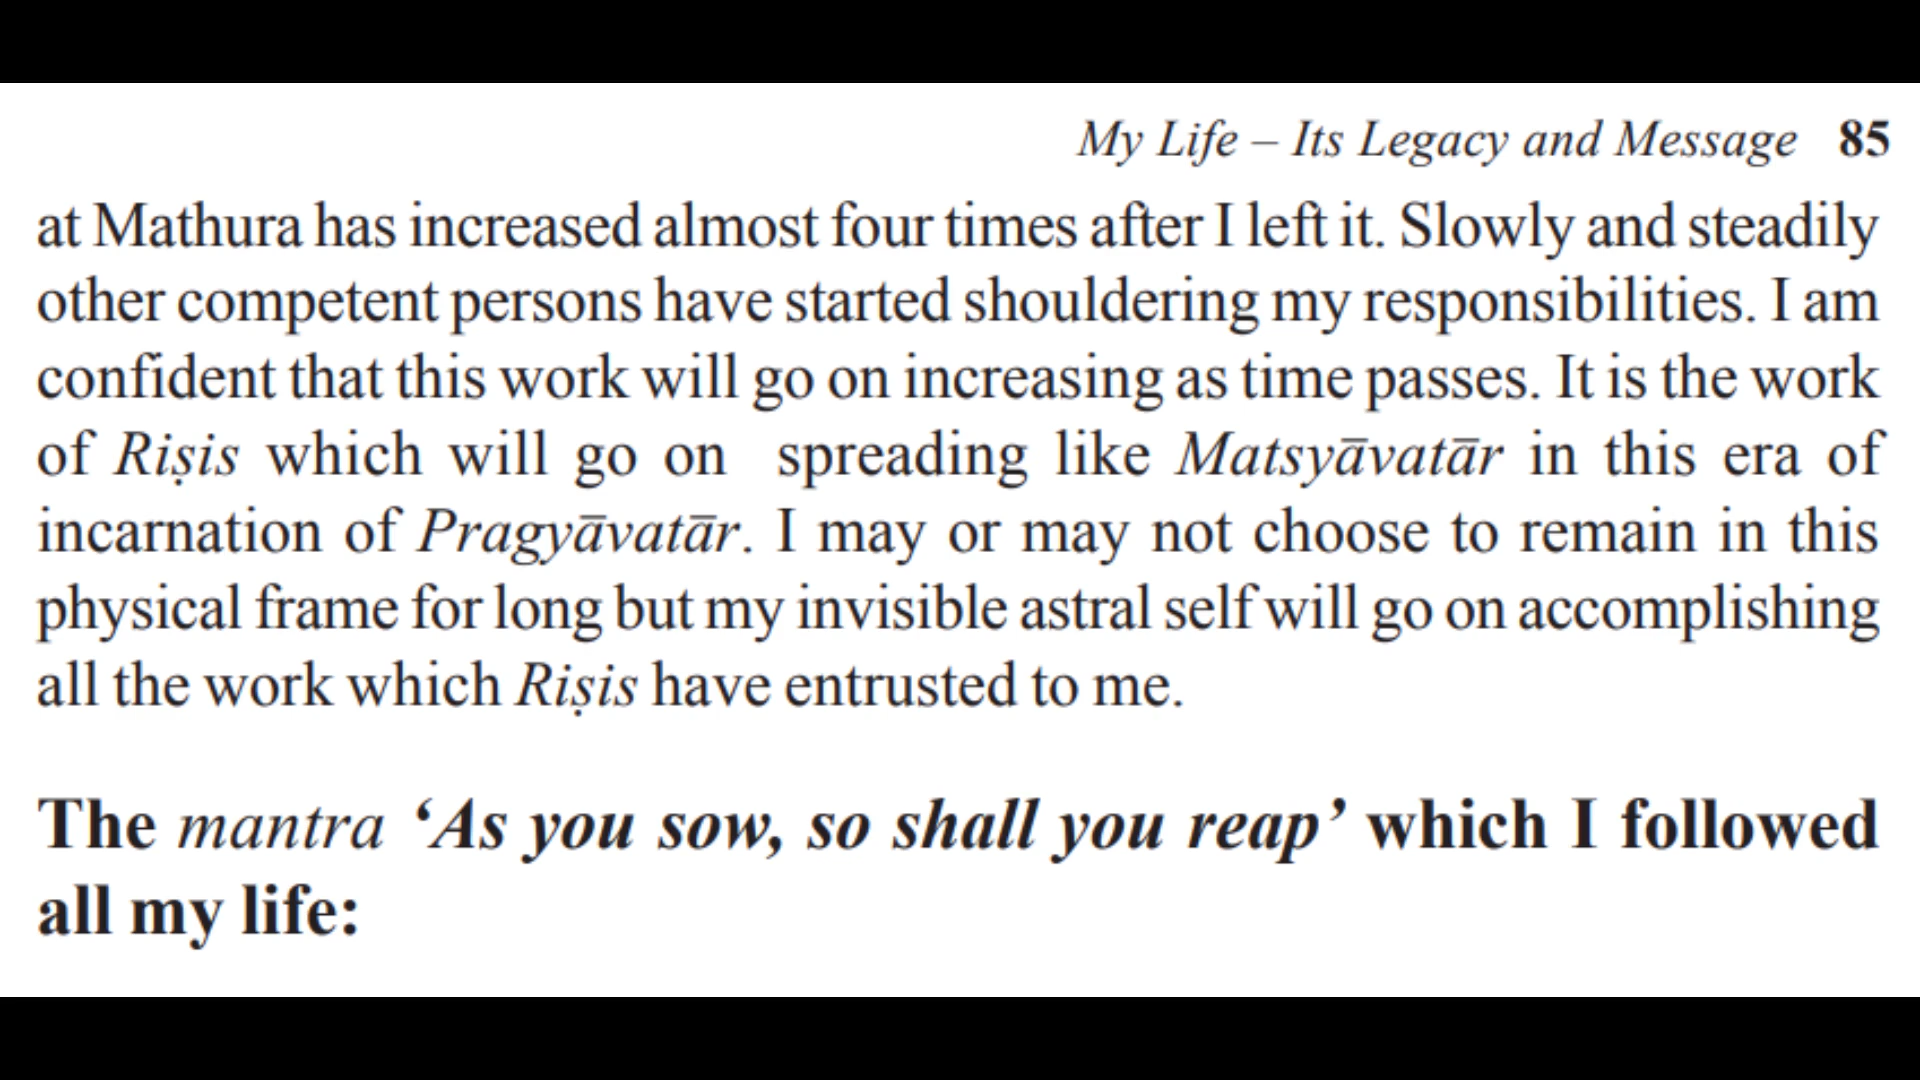 My Life – Its Legacy and Message 85
at Mathura has increased almost four times after I left it. Slowly and steadily
other competent persons have started shouldering my responsibilities. I am
confident that this work will go on increasing as time passes. It is the work
of Riṣis which will go on spreading like Matsyāvatār in this era of
incarnation of Pragyāvatār. I may or may not choose to remain in this
physical frame for long but my invisible astral self will go on accomplishing
all the work which Riṣis have entrusted to me.
The mantra ‘As you sow, so shall you reap’ which I followed
all my life: